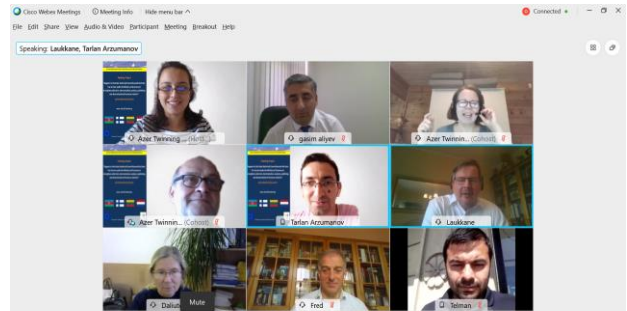 Cisco Webex Meetings Meeting Info Hide menu bar Connected
File Edit Share View Audio & Video Participant Meeting Breakout Help
Speaking: Laukkane, Tarlan Arzumanov
Azer Twinning ... (Host)
gasim aliyev
Azer Twinnin... (Cohost)
Azer Twinnin... (Cohost)
Tarlan Arzumanov
Laukkane
Daliut
Mute
Fred
Telman